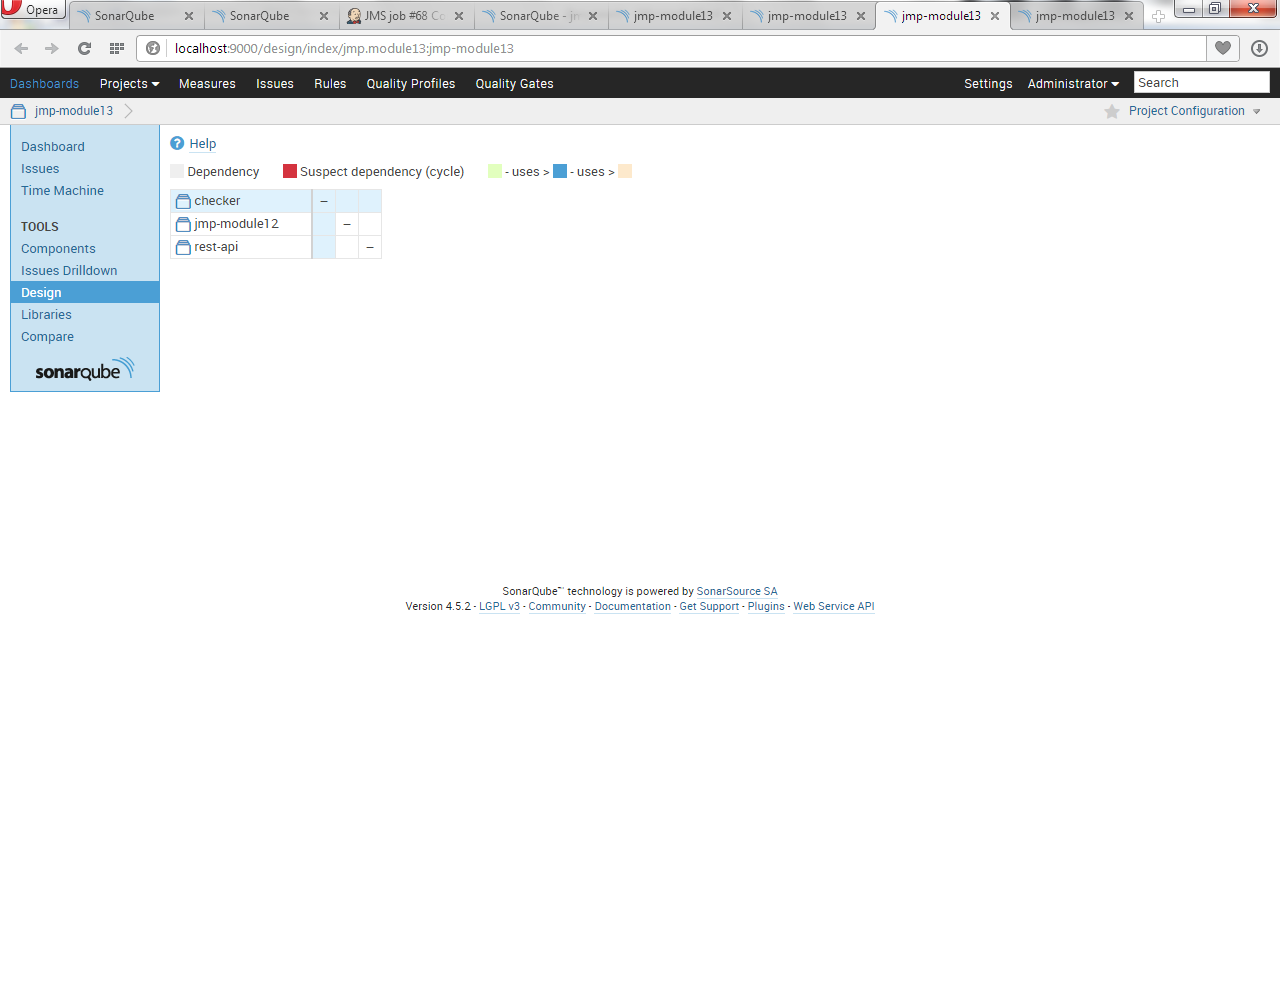 Opera
SonarQube
SonarQube
JMS job #68 Co
SonarQube - jm
jmp-module13
jmp-module13
jmp-module13
jmp-module13
localhost:9000/design/index/jmp.module13:jmp-module13
Dashboards Projects Measures Issues Rules Quality Profiles Quality Gates Settings Administrator Search
jmp-module13 Project Configuration
Dashboard
Issues
Time Machine
TOOLS
Components
Issues Drilldown
Design
Libraries
Compare
sonarqube
? Help
Dependency Suspect dependency (cycle) - uses > - uses >
checker –
jmp-module12 –
rest-api –
SonarQube™ technology is powered by SonarSource SA
Version 4.5.2 - LGPL v3 - Community - Documentation - Get Support - Plugins - Web Service API